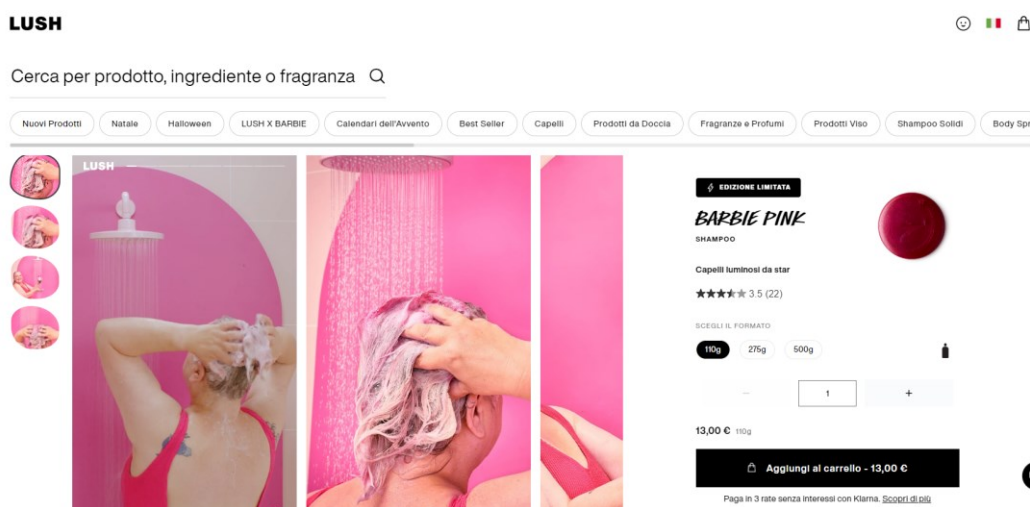 LUSH
Cerca per prodotto, ingrediente o fragranza
Nuovi Prodotti
Natale
Halloween
LUSH X BARBIE
Calendari dell'Avvento
Best Seller
Capelli
Prodotti da Doccia
Fragranze e Profumi
Prodotti Viso
Shampoo Solidi
Body Spr
LUSH
EDIZIONE LIMITATA
BARBIE PINK
SHAMPOO
Capelli luminosi da star
3.5 (22)
SCEGLI IL FORMATO
110g 275g 500g
− 1 +
13,00 € 110g
Aggiungi al carrello - 13,00 €
Paga in 3 rate senza interessi con Klarna. Scopri di più